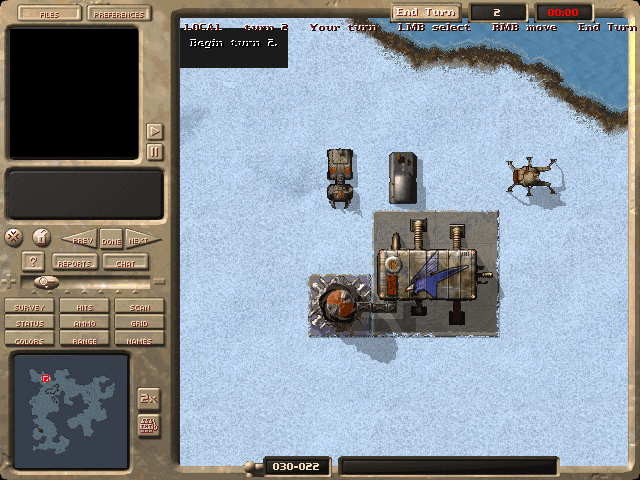 FILES PREFERENCES End Turn 2 00:00
LOCAL turn 2 Your turn LMB select RMB move End Turn
Begin turn 2.
PREV DONE NEXT
? REPORTS CHAT
SURVEY HITS SCAN
STATUS AMMO GRID
COLORS RANGE NAMES
2x
030-022